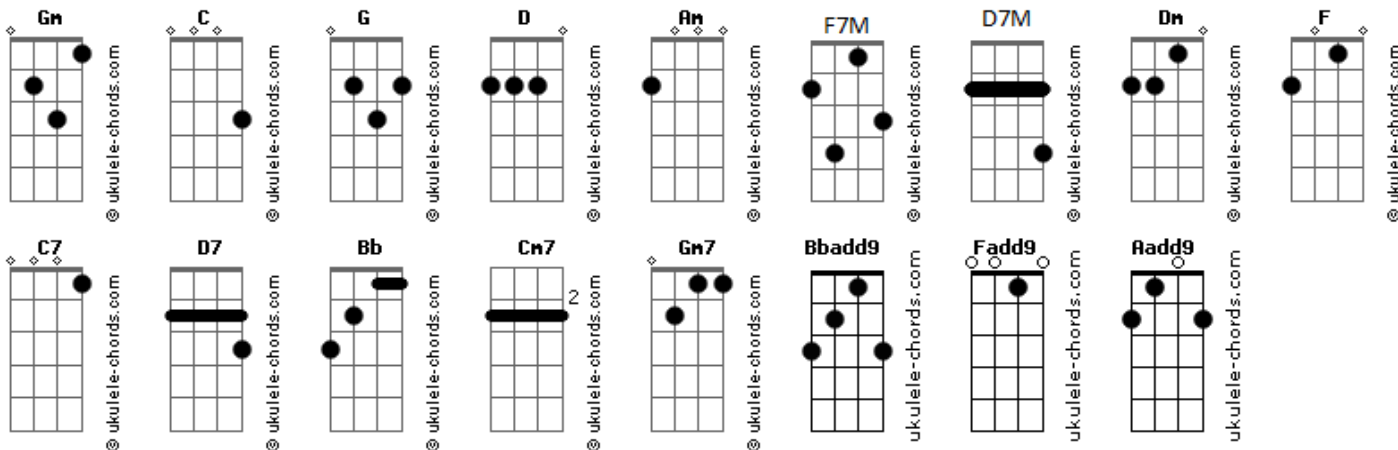 Gm C G D Am F7M D7M Dm F
© ukulele-chords.com © ukulele-chords.com © ukulele-chords.com © ukulele-chords.com © ukulele-chords.com © ukulele-chords.com © ukulele-chords.com © ukulele-chords.com © ukulele-chords.com
C7 D7 Bb Cm7 Gm7 Bbadd9 Fadd9 Aadd9
2
© ukulele-chords.com © ukulele-chords.com © ukulele-chords.com © ukulele-chords.com © ukulele-chords.com ukulele-chords.com ukulele-chords.com ukulele-chords.com